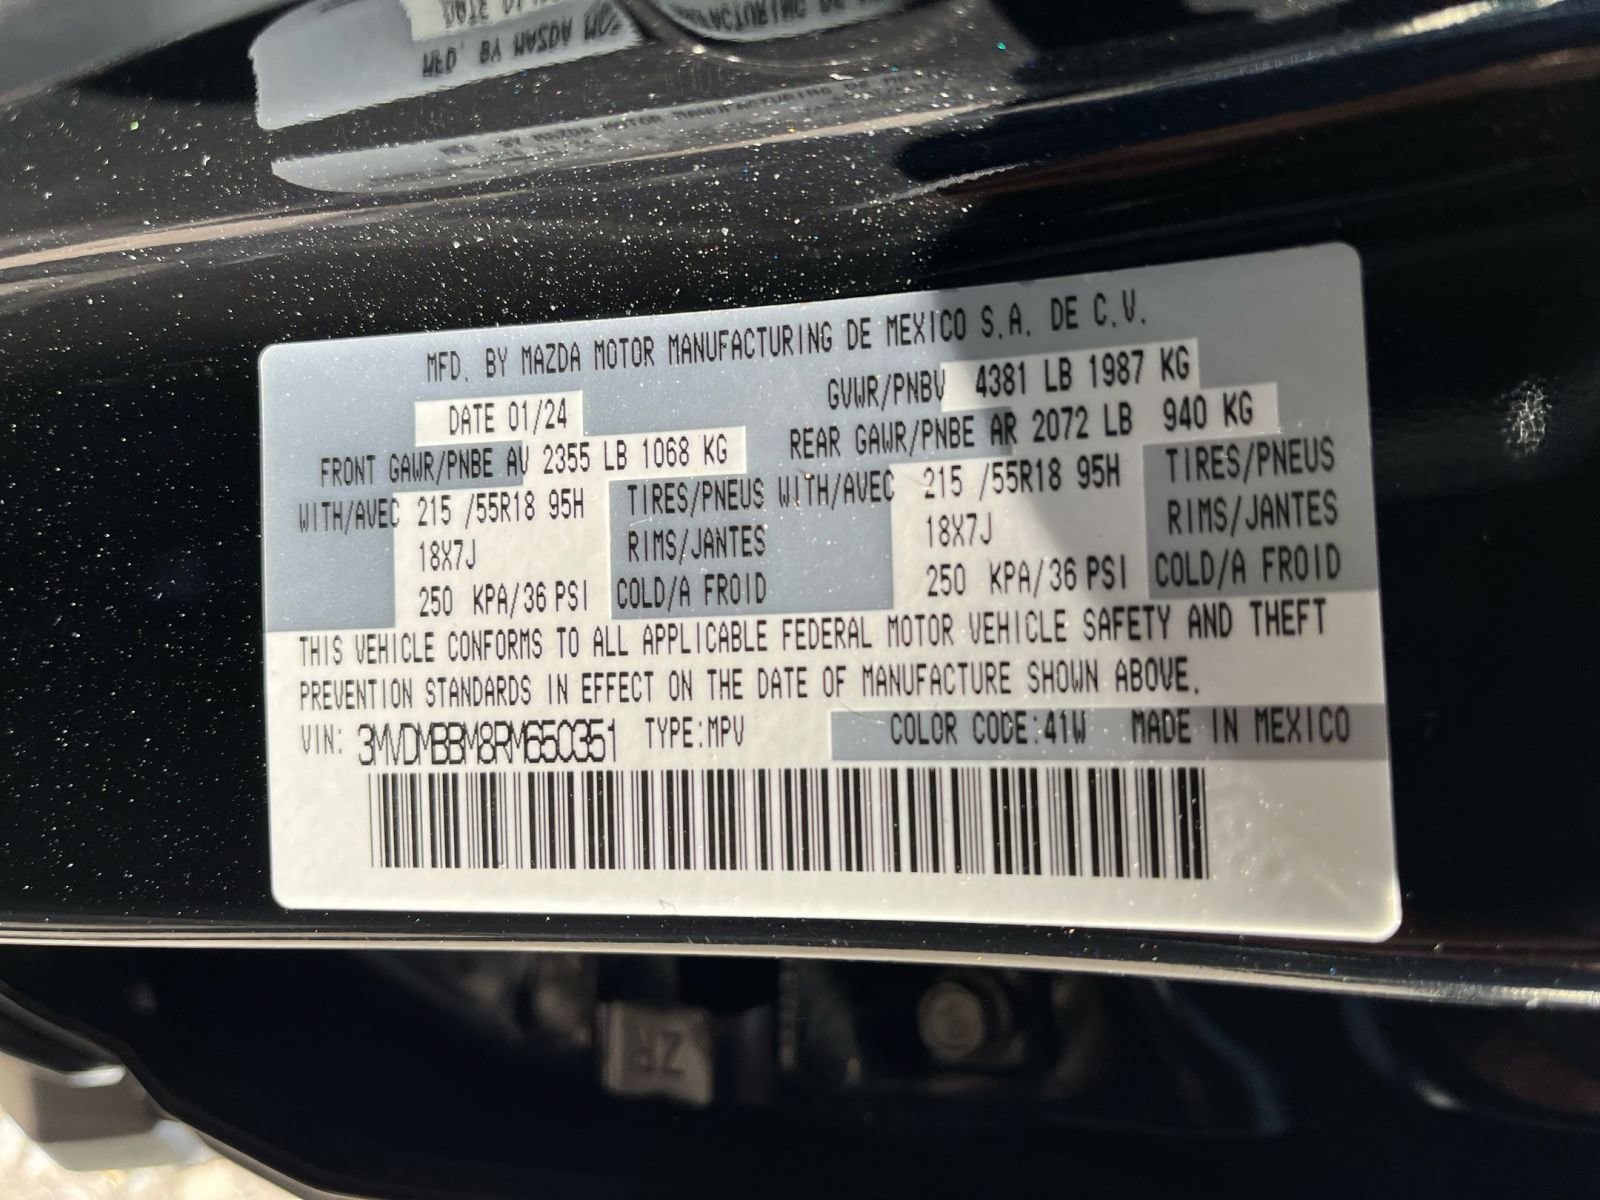 MFD. BY MAZDA MOTOR MANUFACTURING DE MEXICO S.A. DE C.V.
DATE 01/24 GVWR/PNBV 4381 LB 1987 KG
FRONT GAWR/PNBE AV 2355 LB 1068 KG REAR GAWR/PNBE AR 2072 LB 940 KG
WITH/AVEC 215 /55R18 95H TIRES/PNEUS WITH/AVEC 215 /55R18 95H TIRES/PNEUS
18X7J RIMS/JANTES 18X7J RIMS/JANTES
250 KPA/36 PSI COLD/A FROID 250 KPA/36 PSI COLD/A FROID
THIS VEHICLE CONFORMS TO ALL APPLICABLE FEDERAL MOTOR VEHICLE SAFETY AND THEFT
PREVENTION STANDARDS IN EFFECT ON THE DATE OF MANUFACTURE SHOWN ABOVE.
VIN: 3MVDMBBM8RM650351 TYPE:MPV COLOR CODE:41W MADE IN MEXICO